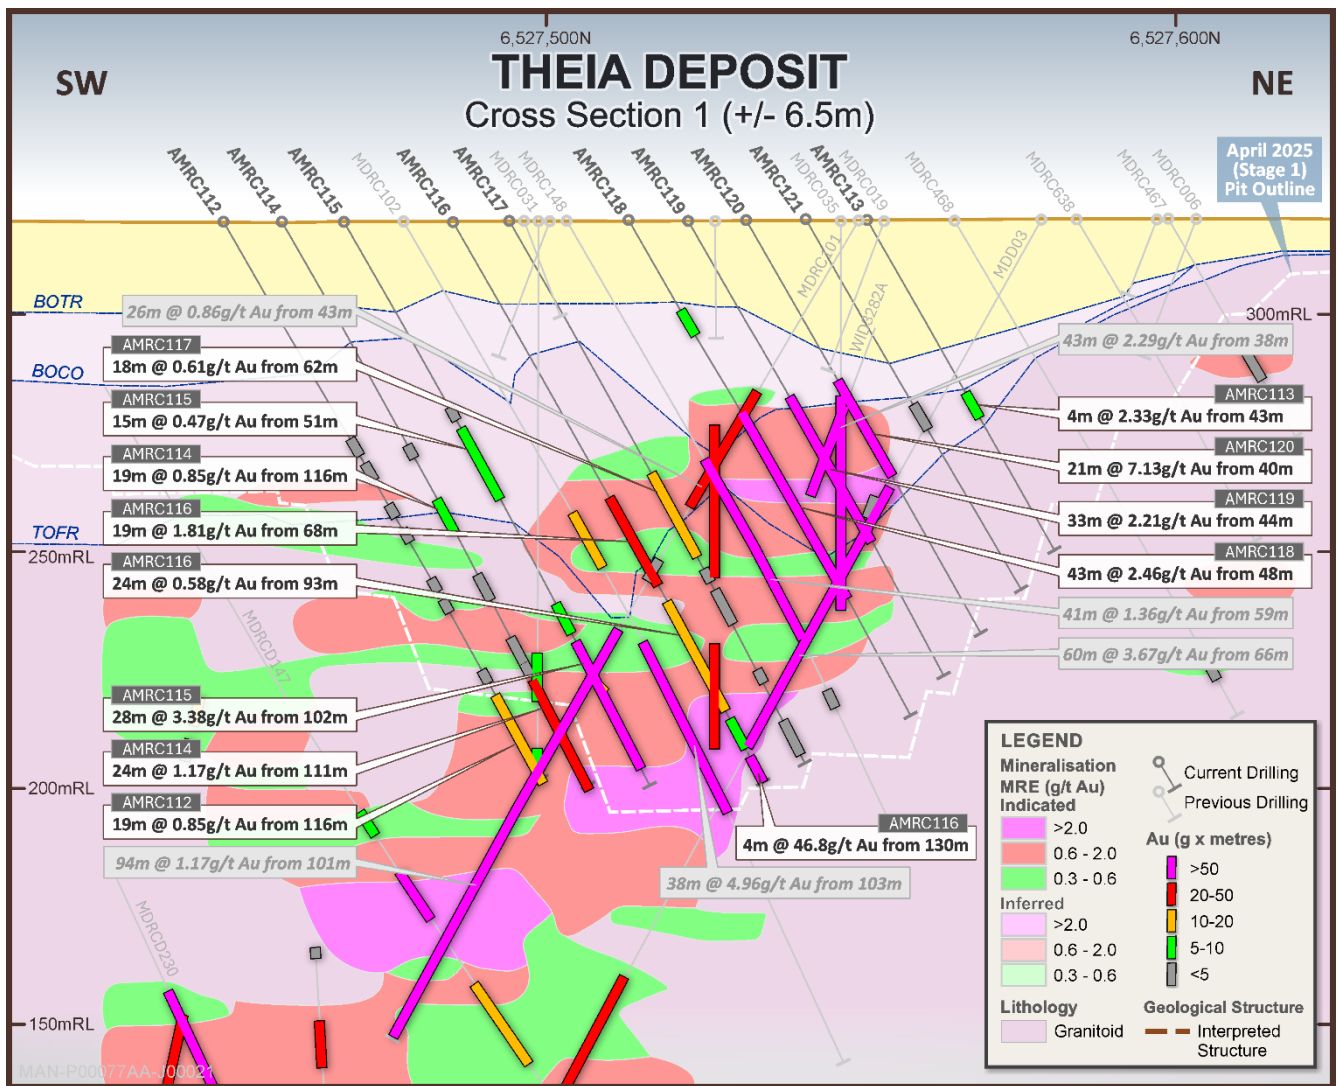 6,527,500N
6,527,600N
THEIA DEPOSIT
Cross Section 1 (+/- 6.5m)
SW
NE
April 2025
(Stage 1)
Pit Outline
AMRC112
AMRC114
AMRC115
MDRC102
AMRC116
AMRC117
MDRC031
MDRC148
AMRC118
AMRC119
AMRC120
AMRC121
MDRC035
AMRC113
MDRC019
MDRC468
MDRC638
MDRC467
MDRC006
MDRC101
WID3282A
MDD03
BOTR
BOCO
TOFR
300mRL
250mRL
200mRL
150mRL
26m @ 0.86g/t Au from 43m
AMRC117
18m @ 0.61g/t Au from 62m
AMRC115
15m @ 0.47g/t Au from 51m
AMRC114
19m @ 0.85g/t Au from 116m
AMRC116
19m @ 1.81g/t Au from 68m
AMRC116
24m @ 0.58g/t Au from 93m
MDRCD147
AMRC115
28m @ 3.38g/t Au from 102m
AMRC114
24m @ 1.17g/t Au from 111m
AMRC112
19m @ 0.85g/t Au from 116m
94m @ 1.17g/t Au from 101m
MDRCD230
43m @ 2.29g/t Au from 38m
AMRC113
4m @ 2.33g/t Au from 43m
AMRC120
21m @ 7.13g/t Au from 40m
AMRC119
33m @ 2.21g/t Au from 44m
AMRC118
43m @ 2.46g/t Au from 48m
41m @ 1.36g/t Au from 59m
60m @ 3.67g/t Au from 66m
AMRC116
4m @ 46.8g/t Au from 130m
38m @ 4.96g/t Au from 103m
LEGEND
Mineralisation
MRE (g/t Au)
Indicated
>2.0
0.6 - 2.0
0.3 - 0.6
Inferred
>2.0
0.6 - 2.0
0.3 - 0.6
Lithology
Granitoid
Current Drilling
Previous Drilling
Au (g x metres)
>50
20-50
10-20
5-10
<5
Geological Structure
Interpreted
Structure
MAN-P00077AA-J00021